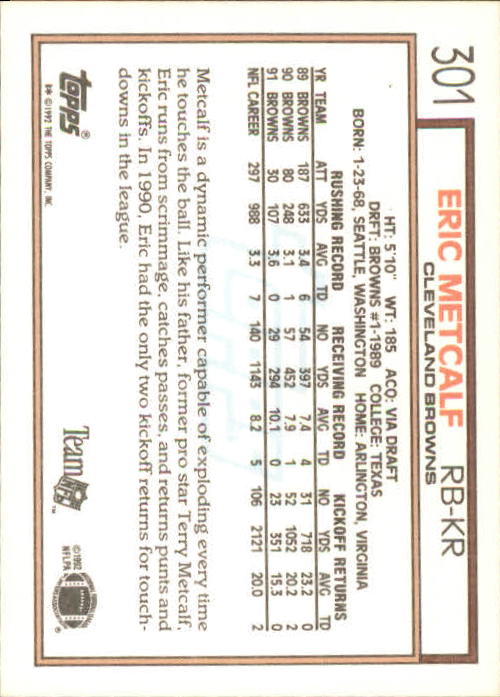 301
ERIC METCALF RB-KR
CLEVELAND BROWNS
HT: 5'10" WT: 185 ACQ: VIA DRAFT
DRFT: BROWNS #1-1989 COLLEGE: TEXAS
BORN: 1-23-68, SEATTLE, WASHINGTON HOME: ARLINGTON, VIRGINIA
RUSHING RECORD RECEIVING RECORD KICKOFF RETURNS
YR TEAM ATT YDS AVG TD NO YDS AVG TD NO YDS AVG TD
89 BROWNS 187 633 3.4 6 54 397 7.4 4 31 718 23.2 0
90 BROWNS 80 248 3.1 1 57 452 7.9 1 52 1052 20.2 2
91 BROWNS 30 107 3.6 0 29 294 10.1 0 23 351 15.3 0
NFL CAREER 297 988 3.3 7 140 1143 8.2 5 106 2121 20.0 2
Metcalf is a dynamic performer capable of exploding every time
he touches the ball. Like his father, former pro star Terry Metcalf,
Eric runs from scrimmage, catches passes, and returns punts and
kickoffs. In 1990, Eric had the only two kickoff returns for touch-
downs in the league.
Topps®
B* ©1992 THE TOPPS COMPANY, INC.
Team NFL™
©1992
NFLPA
®